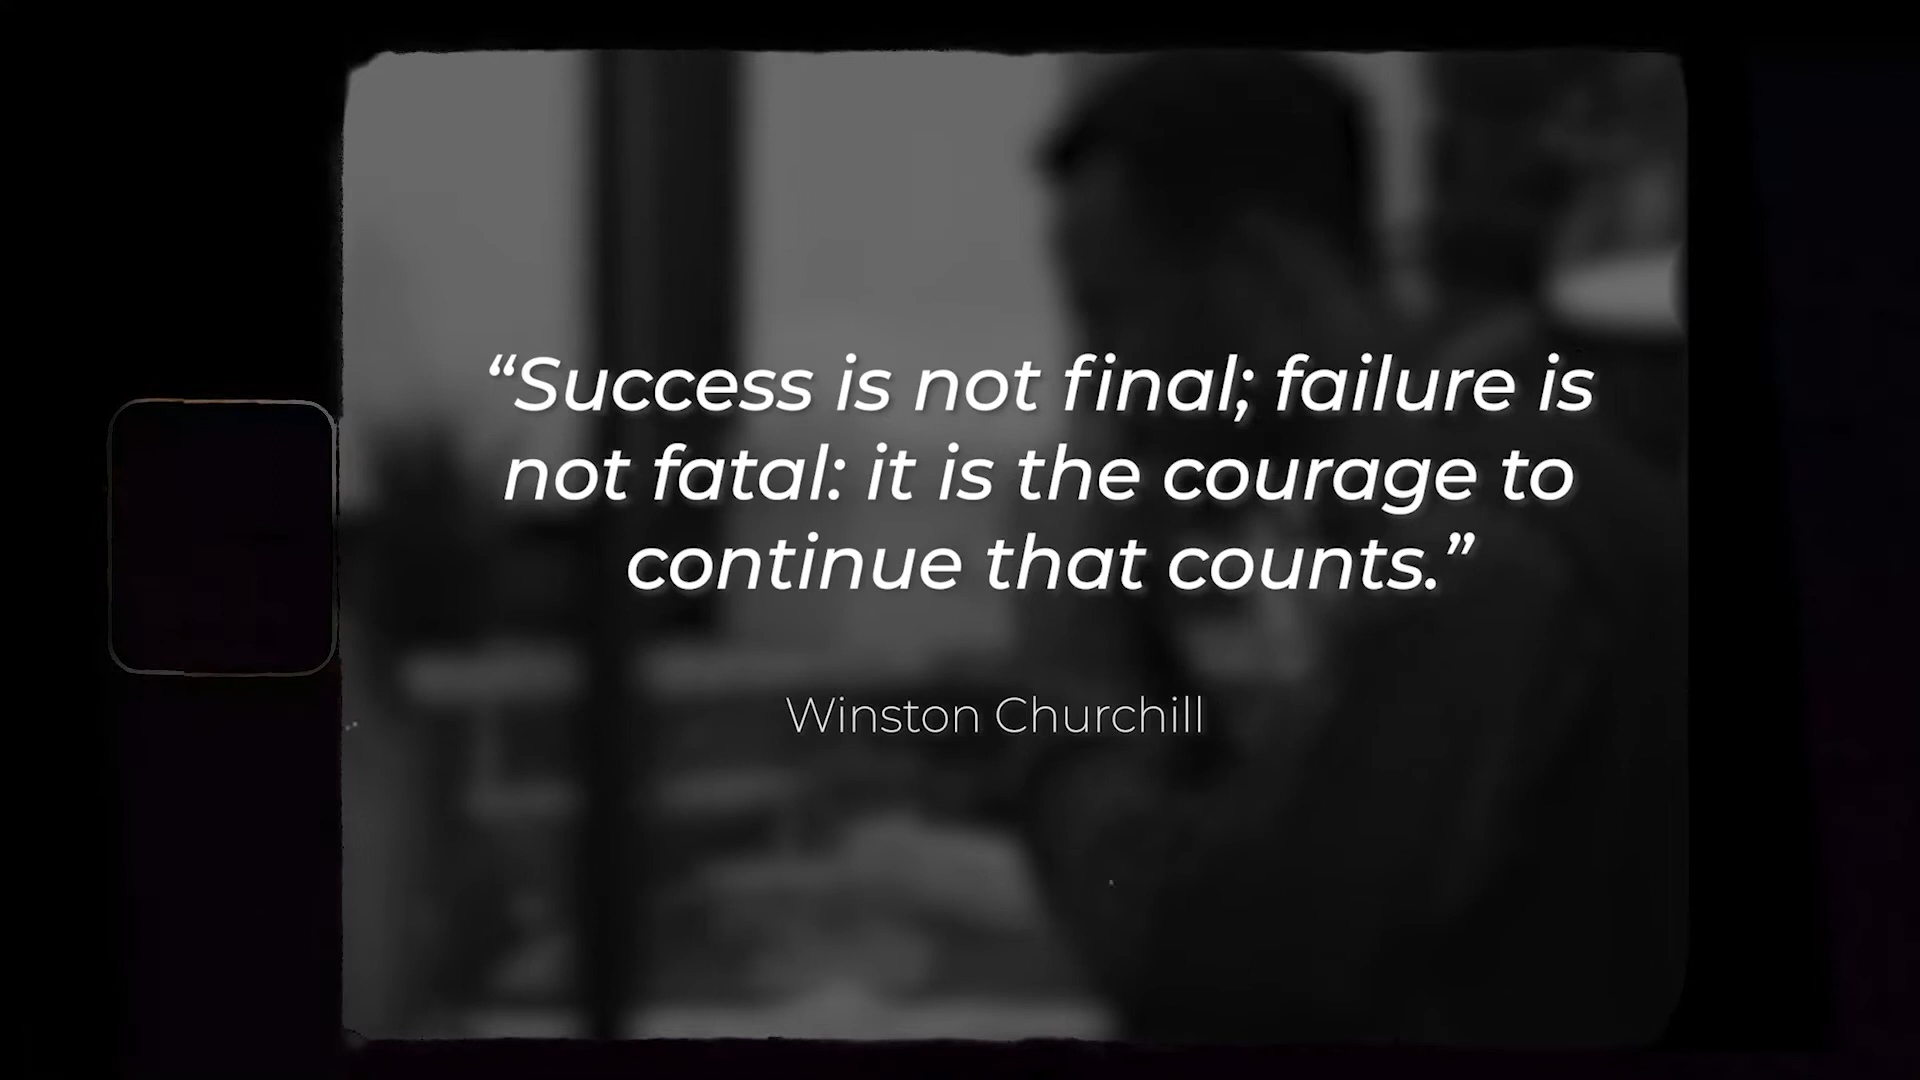 “Success is not final; failure is
not fatal: it is the courage to
continue that counts.”
Winston Churchill